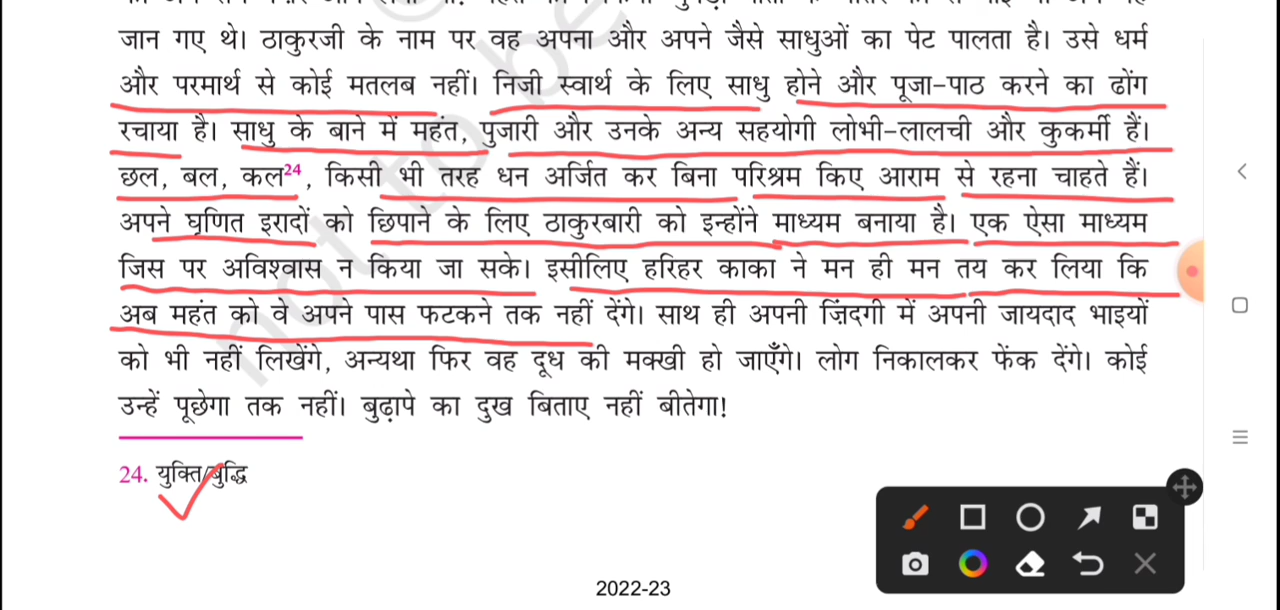 जान गए थे। ठाकुरजी के नाम पर वह अपना और अपने जैसे साधुओं का पेट पालता है। उसे धर्म
और परमार्थ से कोई मतलब नहीं। निजी स्वार्थ के लिए साधु होने और पूजा-पाठ करने का ढोंग
रचाया है। साधु के बाने में महंत, पुजारी और उनके अन्य सहयोगी लोभी-लालची और कुकर्मी हैं।
छल, बल, कल24, किसी भी तरह धन अर्जित कर बिना परिश्रम किए आराम से रहना चाहते हैं।
अपने घृणित इरादों को छिपाने के लिए ठाकुरबारी को इन्होंने माध्यम बनाया है। एक ऐसा माध्यम
जिस पर अविश्वास न किया जा सके। इसीलिए हरिहर काका ने मन ही मन तय कर लिया कि
अब महंत को वे अपने पास फटकने तक नहीं देंगे। साथ ही अपनी ज़िंदगी में अपनी जायदाद भाइयों
को भी नहीं लिखेंगे, अन्यथा फिर वह दूध की मक्खी हो जाएँगे। लोग निकालकर फेंक देंगे। कोई
उन्हें पूछेगा तक नहीं। बुढ़ापे का दुख बिताए नहीं बीतेगा!
24. युक्ति/बुद्धि
2022-23
not to be